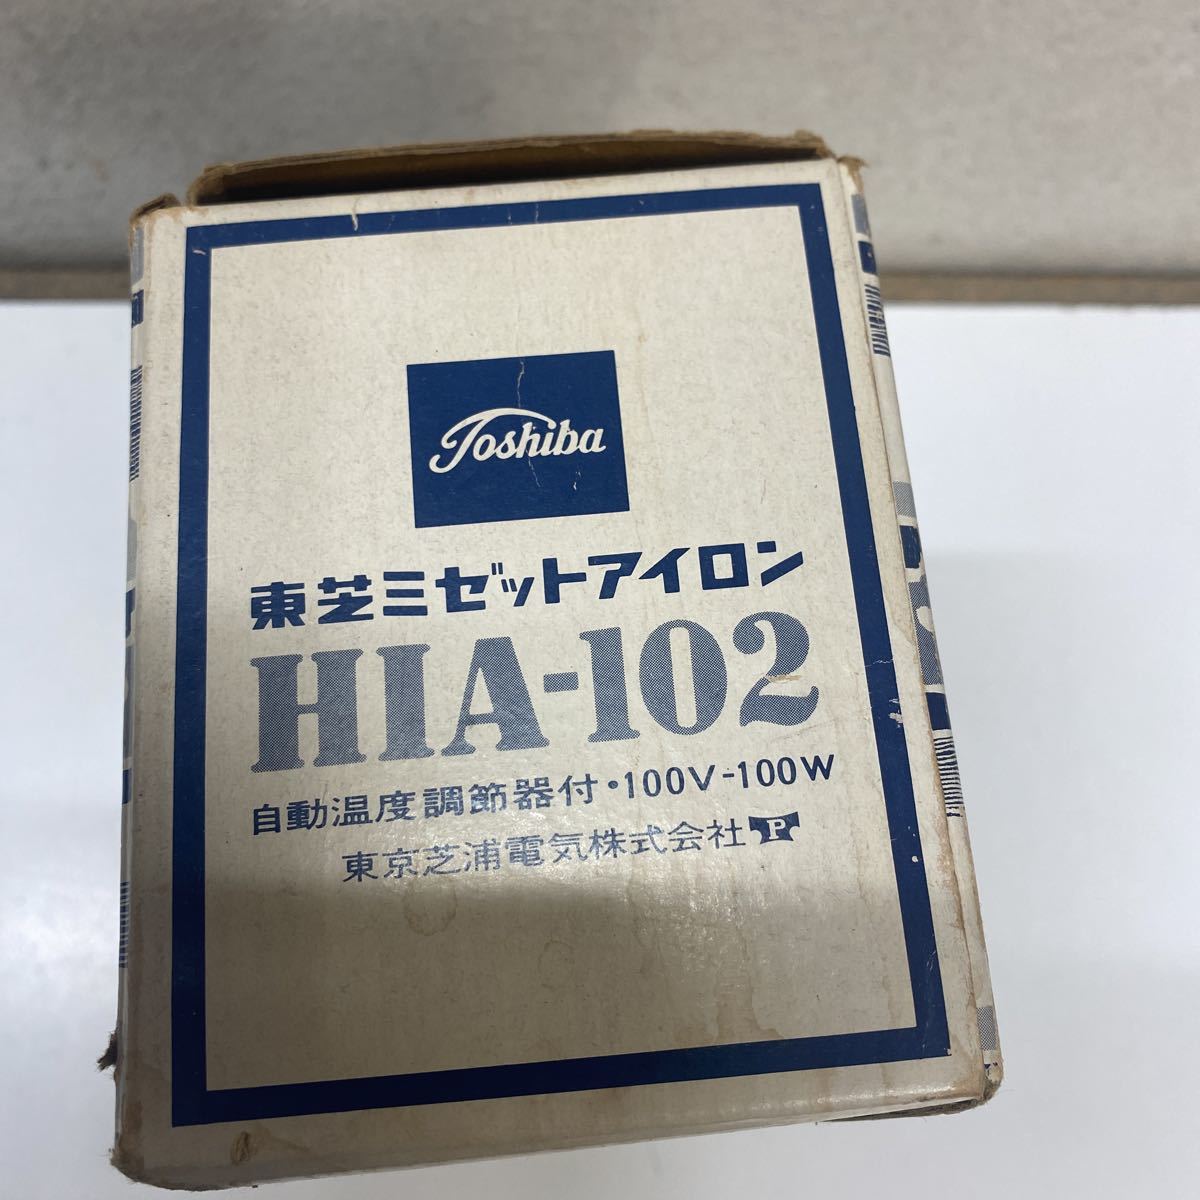 Toshiba
東芝ミゼットアイロン
HIA-102
自動温度調節器付・100V-100W
東京芝浦電気株式会社 P